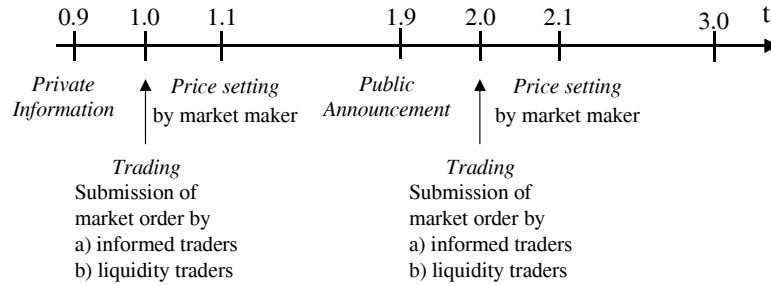 0.9 1.0 1.1 1.9 2.0 2.1 3.0 t
Private
Information
Price setting
by market maker
Public
Announcement
Price setting
by market maker
Trading
Submission of
market order by
a) informed traders
b) liquidity traders
Trading
Submission of
market order by
a) informed traders
b) liquidity traders